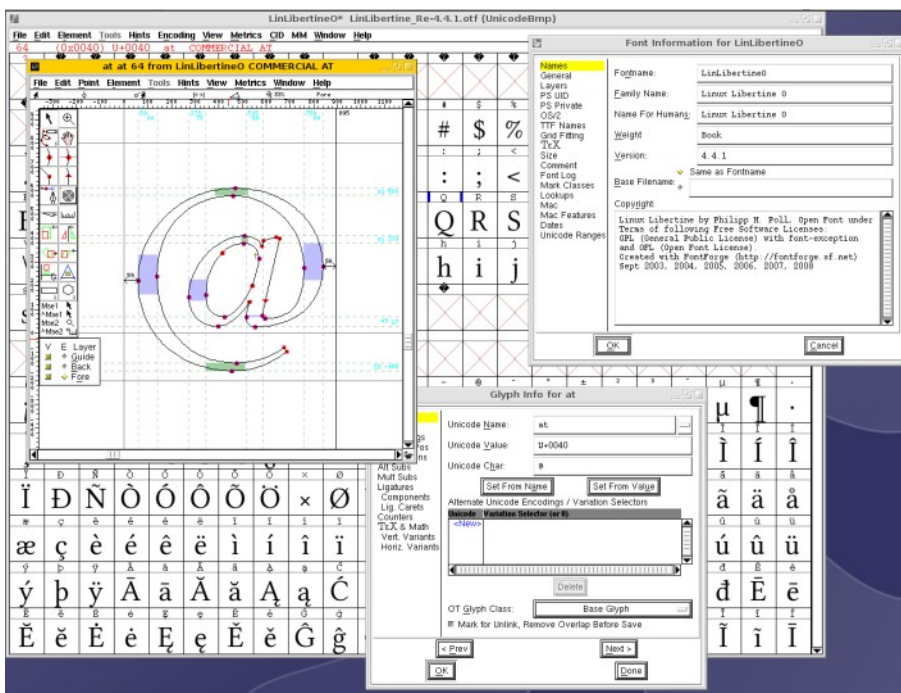 LinLibertineO* LinLibertine_Re-4.4.1.otf (UnicodeBmp)
File Edit Element Tools Hints Encoding View Metrics CID MM Window Help
64 (0x0040) U+0040 at COMMERCIAL AT
at at 64 from LinLibertineO COMMERCIAL AT
File Edit Point Element Tools Hints View Metrics Window Help
Mse1
^Mse1
Mse2
^Mse2
V E Layer
Guide
Back
Fore
# $ %
: ; <
Q R S
h i j
µ ¶ ·
Ì Í Î
Ï Ð Ñ Ò Ó Ô Õ Ö × Ø
ã ä å
æ ç è é ê ë ì í î ï
ú û ü
ý þ ÿ Ā ā Ă ă Ą ą Ć
đ Ē ē
Ĕ ĕ Ė ė Ę ę Ě ě Ĝ ĝ
Ĩ ĩ Ī
Font Information for LinLibertineO
Names
General
Layers
PS UID
PS Private
OS/2
TTF Names
Grid Fitting
TEX
Size
Comment
Font Log
Mark Classes
Lookups
Mac
Mac Features
Dates
Unicode Ranges
Fontname: LinLibertineO
Family Name: Linux Libertine O
Name For Humans: Linux Libertine O
Weight Book
Version: 4.4.1
Same as Fontname
Base Filename:
Copyright:
Linux Libertine by Philipp H. Poll. Open Font under
Terms of following Free Software Licenses:
GPL (General Public License) with font-exception
and OFL (Open Font License).
Created with FontForge (http://fontforge.sf.net)
Sept 2003, 2004, 2005, 2006, 2007, 2008
OK Cancel
Glyph Info for at
Alt Subs
Mult Subs
Ligatures
Components
Lig. Carets
Counters
TEX & Math
Vert. Variants
Horiz. Variants
Unicode Name: at
Unicode Value: U+0040
Unicode Char: @
Set From Name Set From Value
Alternate Unicode Encodings / Variation Selectors
Unicode Variation Selector (or 0)
<New>
Delete
OT Glyph Class: Base Glyph
Mark for Unlink, Remove Overlap Before Save
< Prev Next >
OK Done